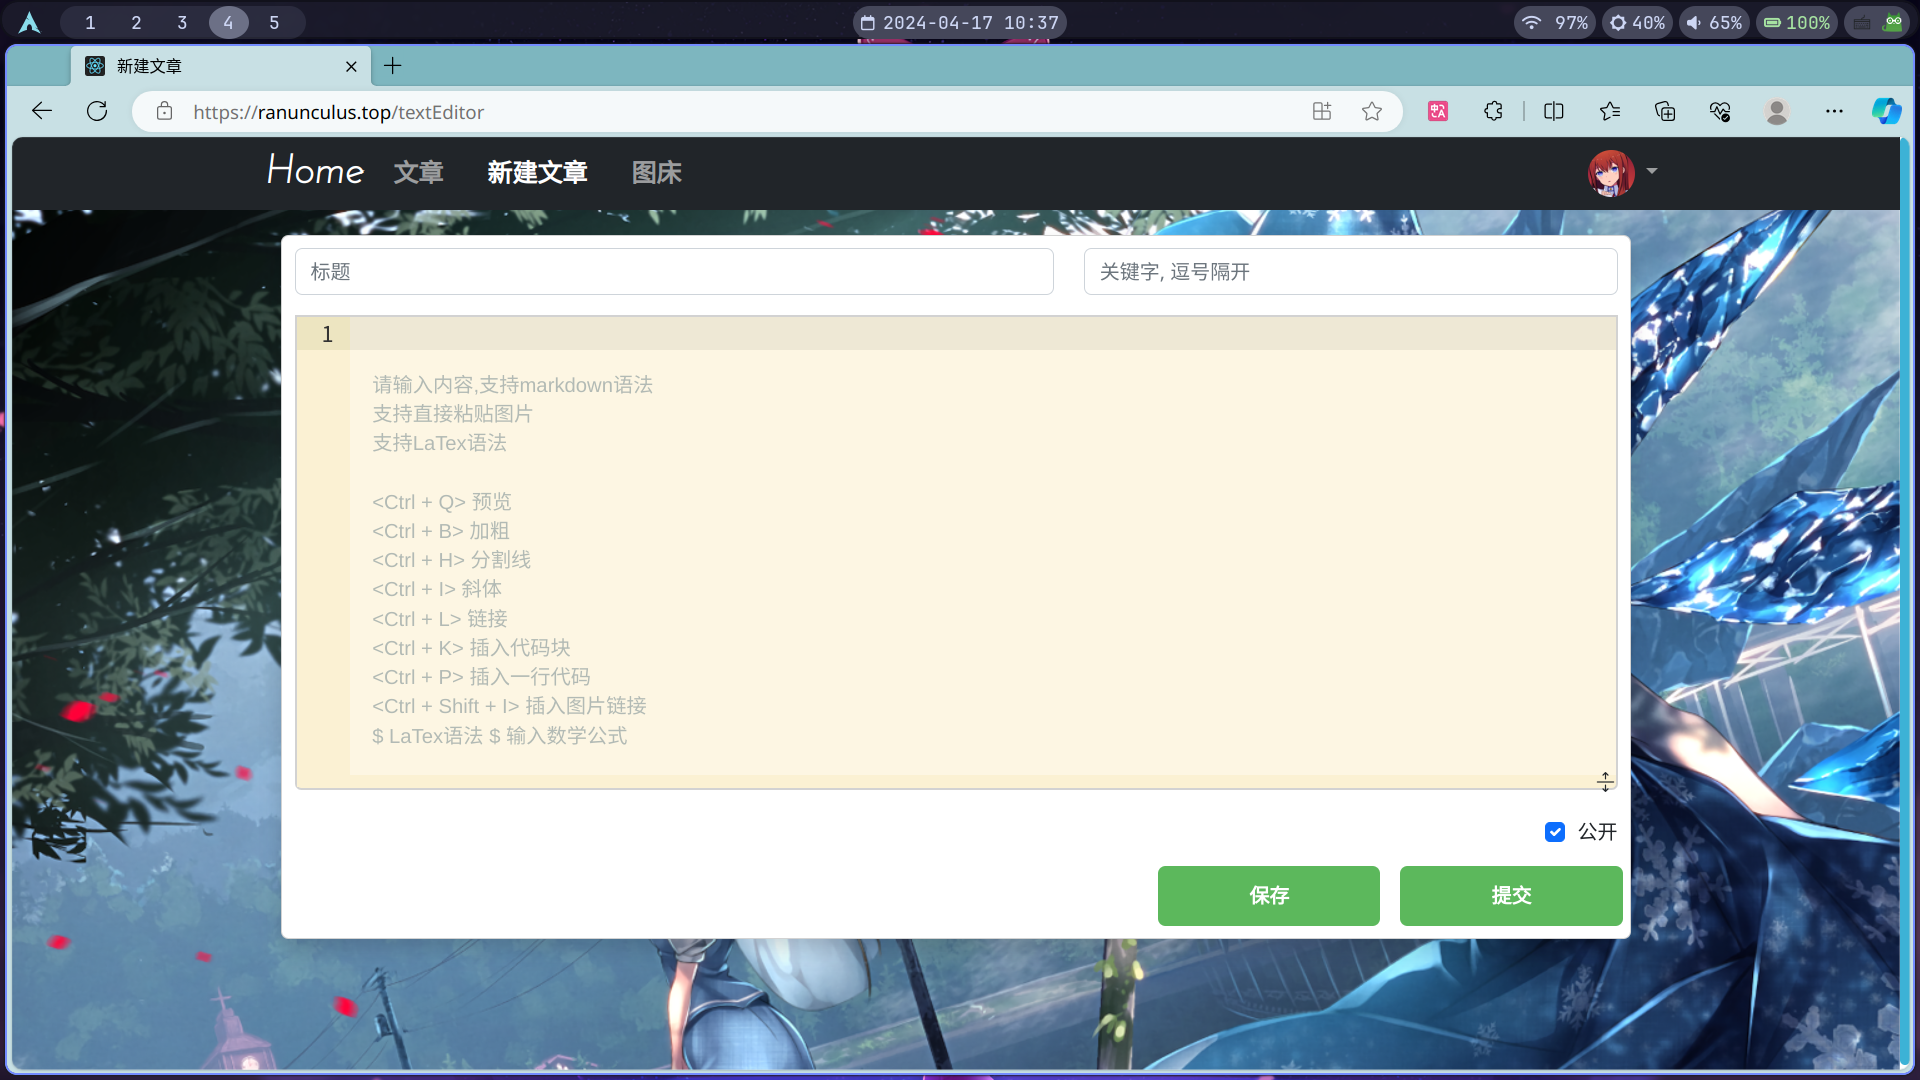 1 2 3 4 5
2024-04-17 10:37
97% 40% 65% 100%
新建文章
https://ranunculus.top/textEditor
Home 文章 新建文章 图床
标题
关键字, 逗号隔开
1
请输入内容,支持markdown语法
支持直接粘贴图片
支持LaTex语法
<Ctrl + Q> 预览
<Ctrl + B> 加粗
<Ctrl + H> 分割线
<Ctrl + I> 斜体
<Ctrl + L> 链接
<Ctrl + K> 插入代码块
<Ctrl + P> 插入一行代码
<Ctrl + Shift + I> 插入图片链接
$ LaTex语法 $ 输入数学公式
公开
保存
提交